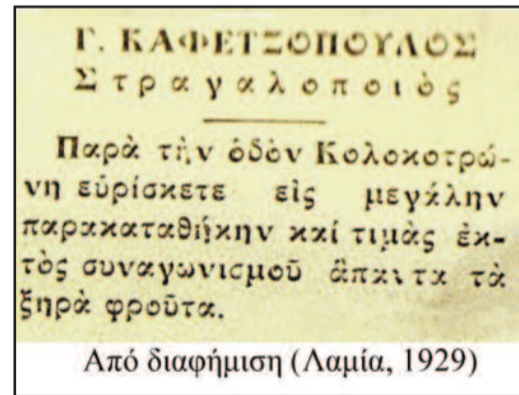 Γ. ΚΑΦΕΤΖΟΠΟΥΛΟΣ
Στραγαλοποιὸς
Παρὰ τὴν ὁδὸν Κολοκοτρώ-
νη εὑρίσκετε εἰς μεγάλην
παρακαταθήκην καί τιμὰς ἐκ-
τὸς συναγωνισμοῦ ἅπαντα τὰ
ξηρὰ φροῦτα.
Από διαφήμιση (Λαμία, 1929)